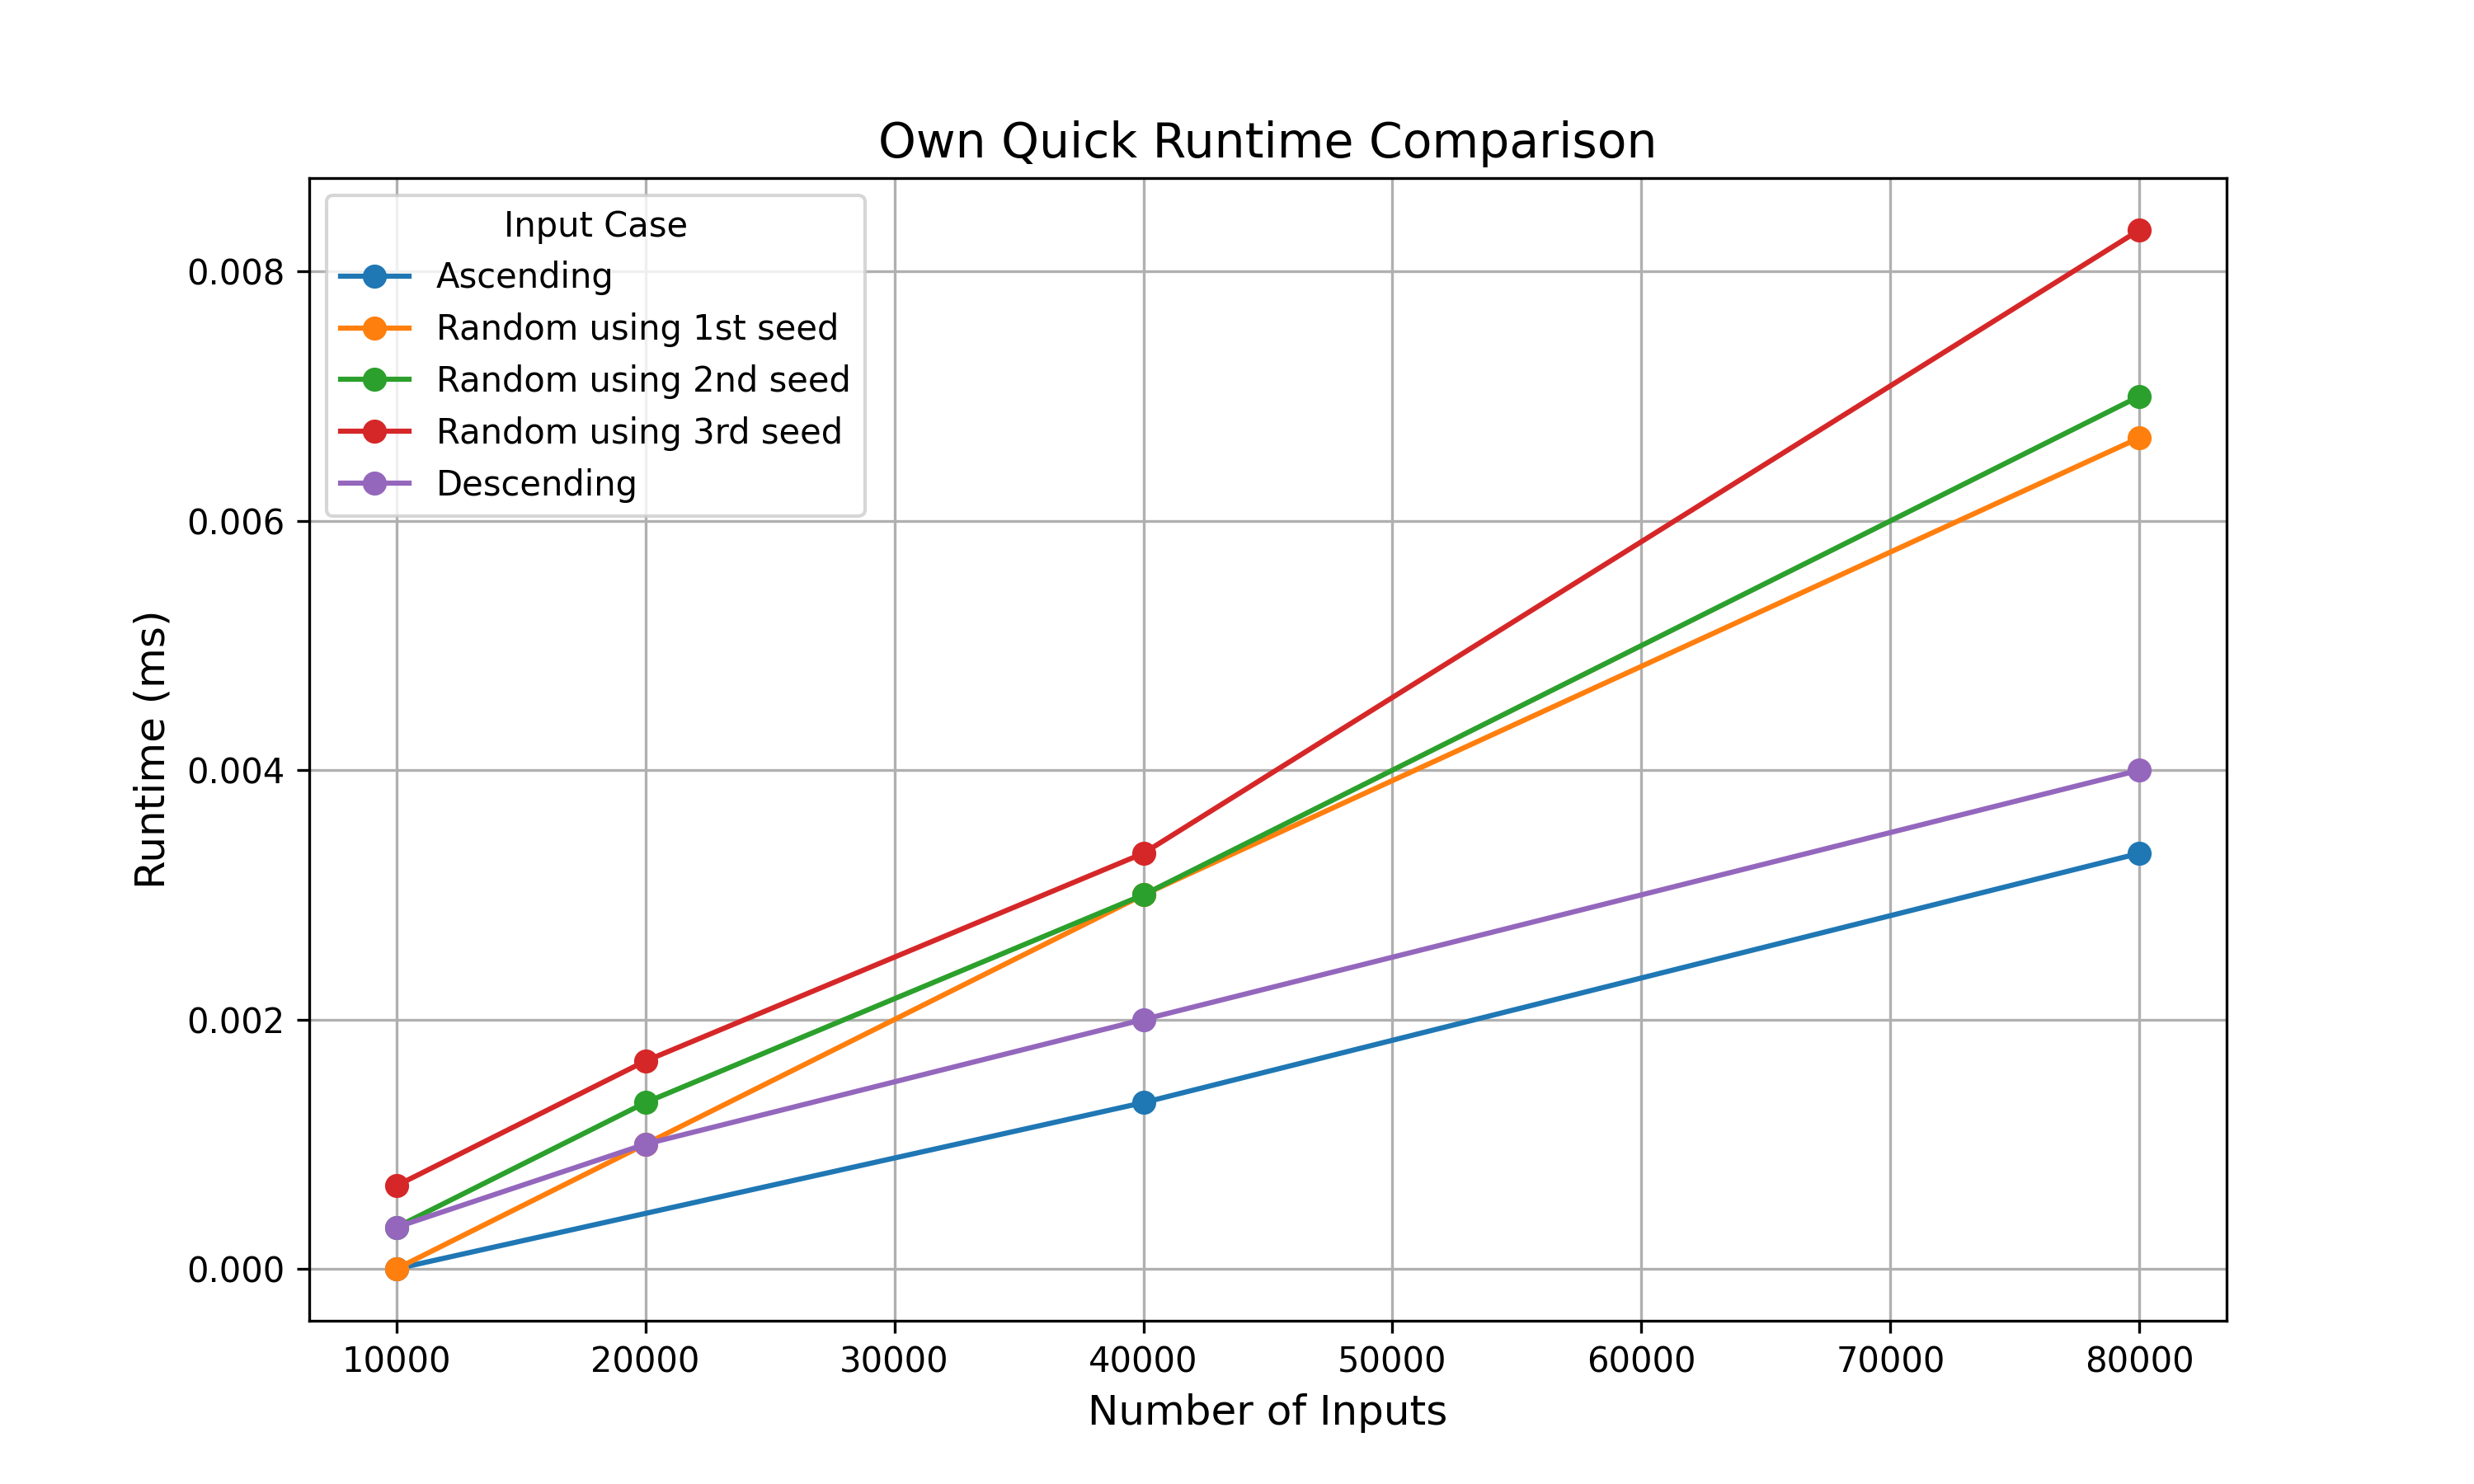 Own Quick Runtime Comparison
Input Case
Ascending
Random using 1st seed
Random using 2nd seed
Random using 3rd seed
Descending
Runtime (ms)
0.008
0.006
0.004
0.002
0.000
10000 20000 30000 40000 50000 60000 70000 80000
Number of Inputs